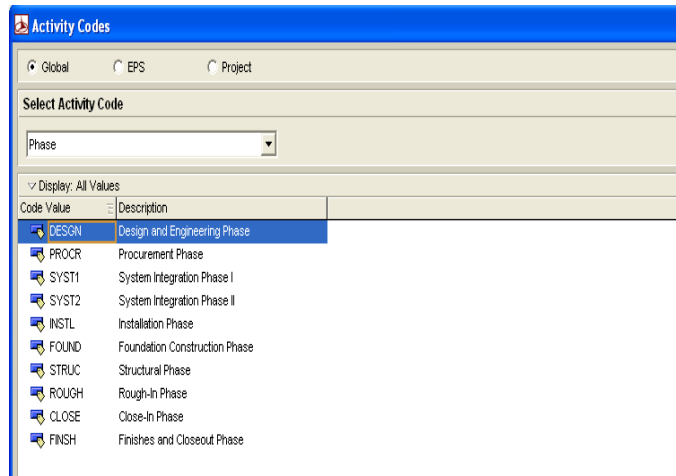 Activity Codes
Global EPS Project
Select Activity Code
Phase
Display: All Values
Code Value Description
DESGN Design and Engineering Phase
PROCR Procurement Phase
SYST1 System Integration Phase I
SYST2 System Integration Phase II
INSTL Installation Phase
FOUND Foundation Construction Phase
STRUC Structural Phase
ROUGH Rough-In Phase
CLOSE Close-In Phase
FINSH Finishes and Closeout Phase